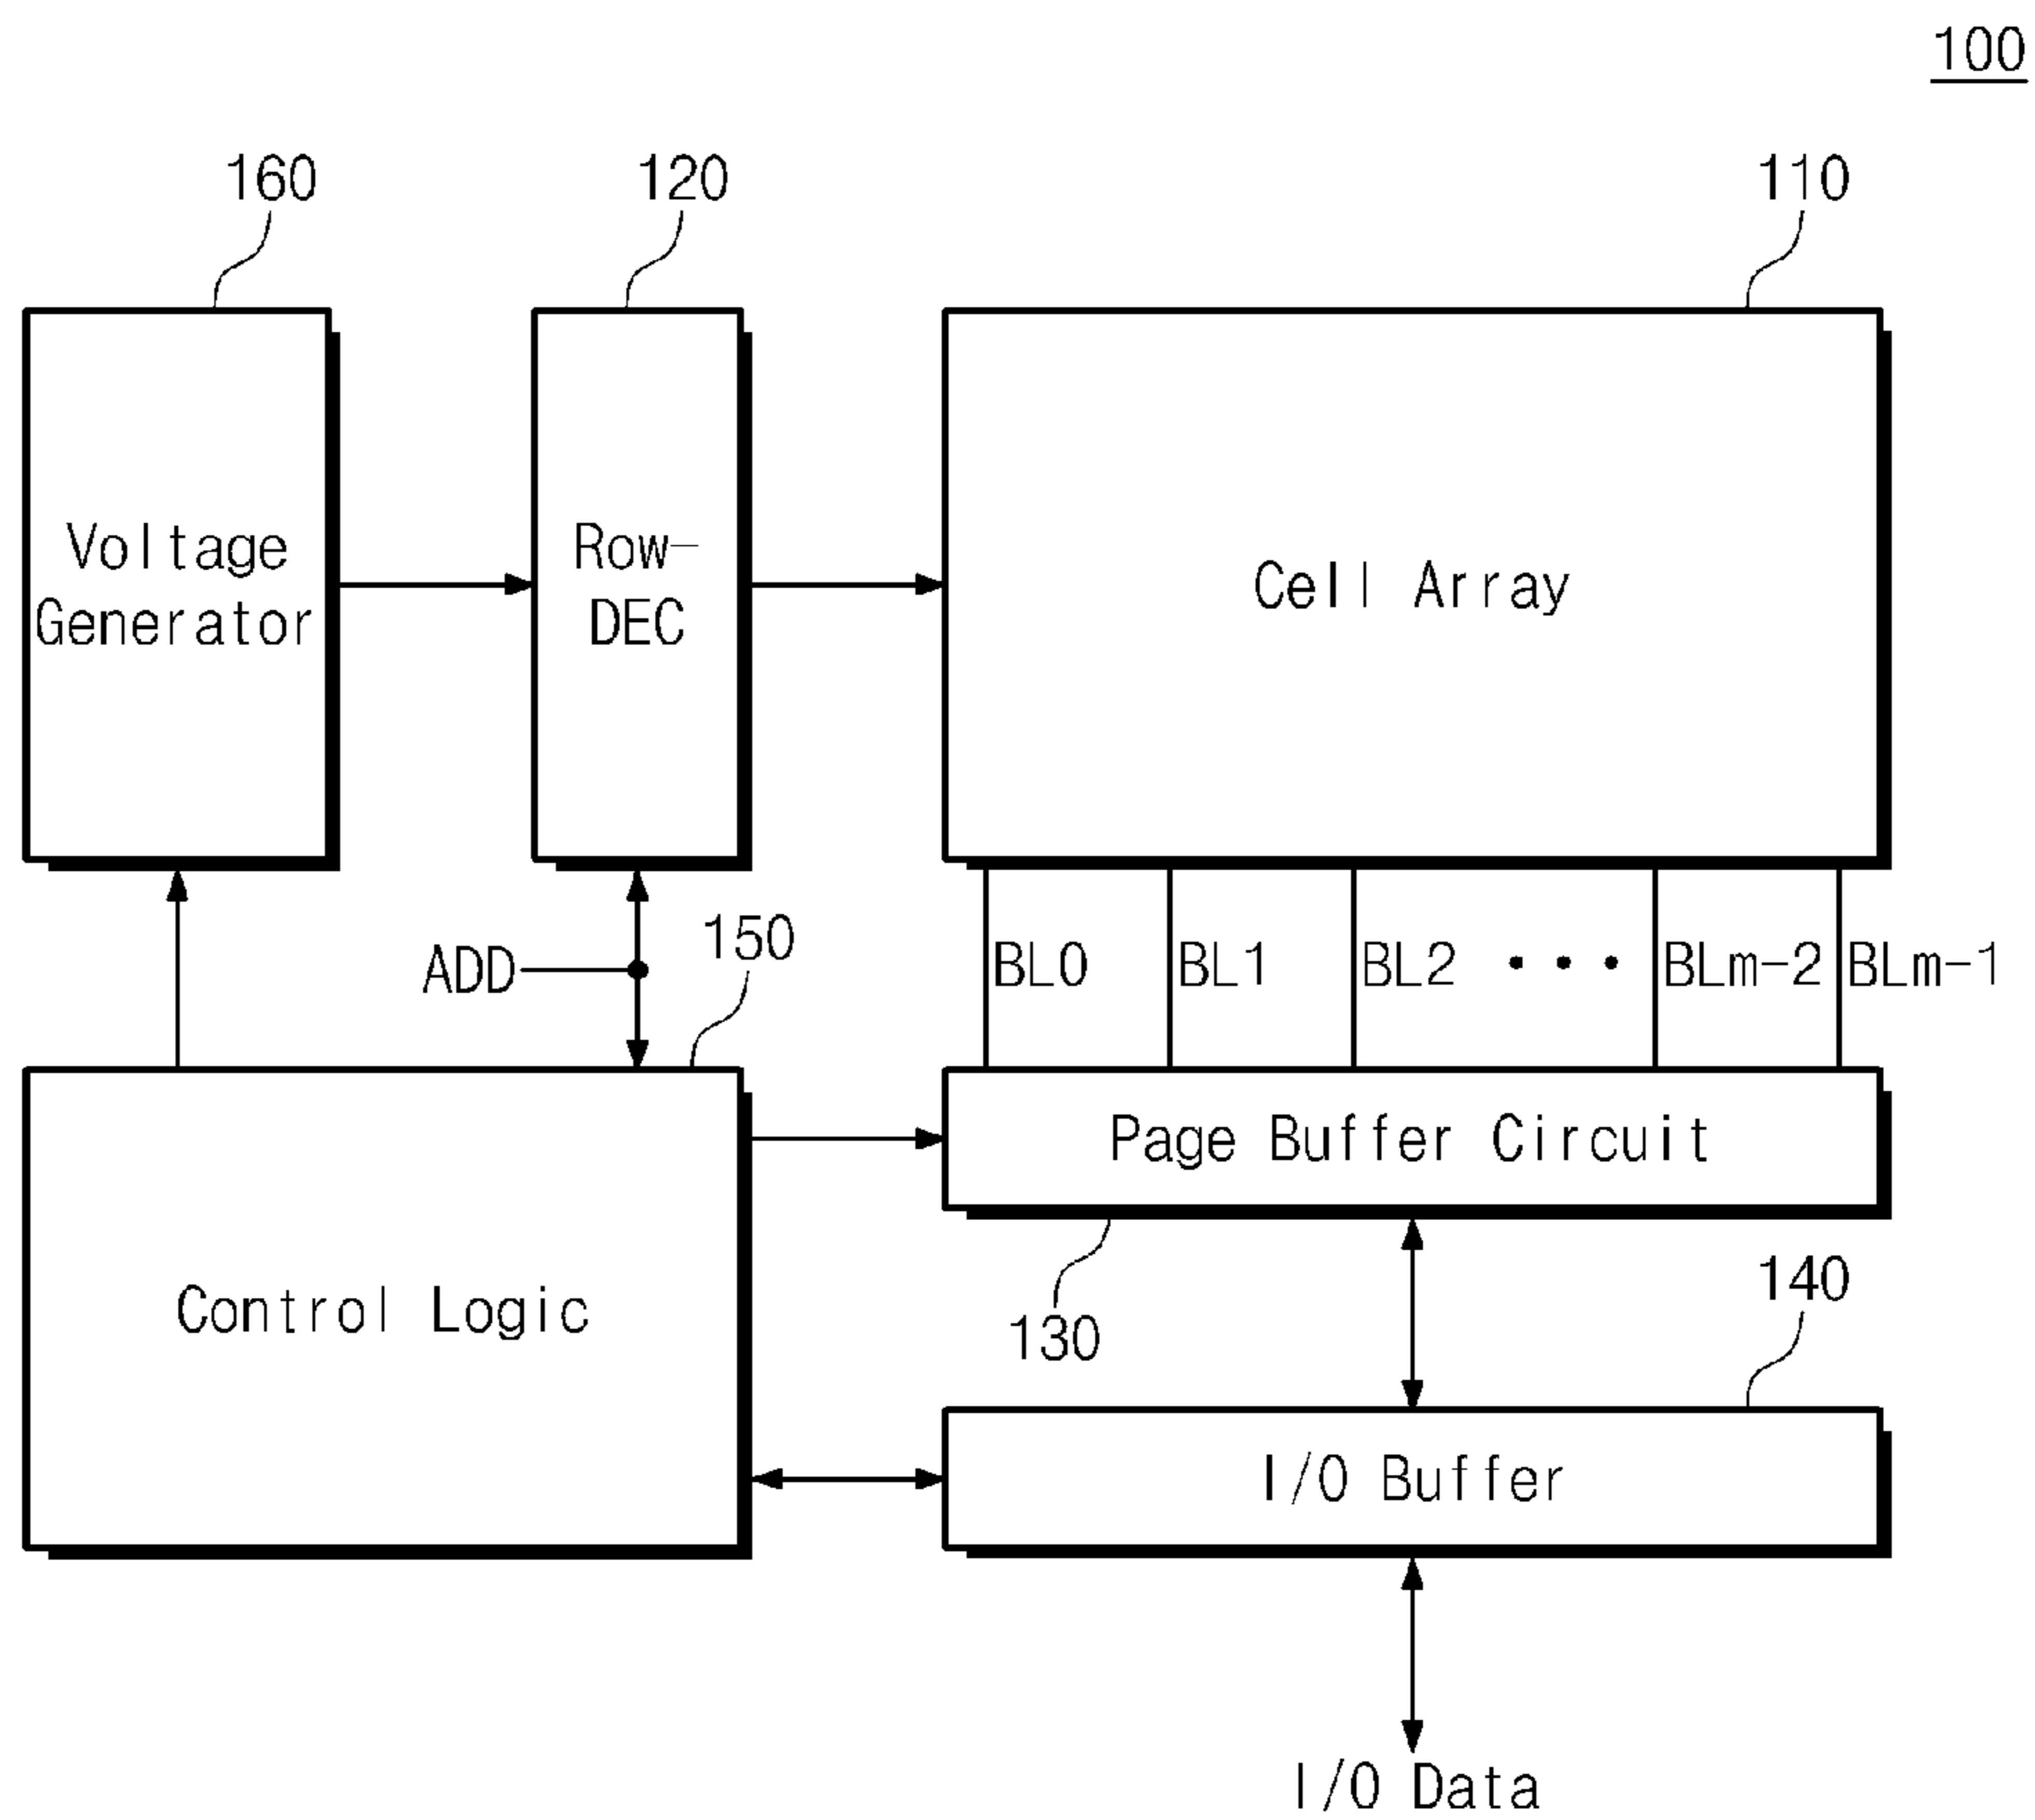 100
160
120
110
Voltage
Generator
Row-
DEC
Cell Array
ADD
150
BL0
BL1
BL2
• • •
BLm-2
BLm-1
Page Buffer Circuit
Control Logic
130
140
I/O Buffer
I/O Data